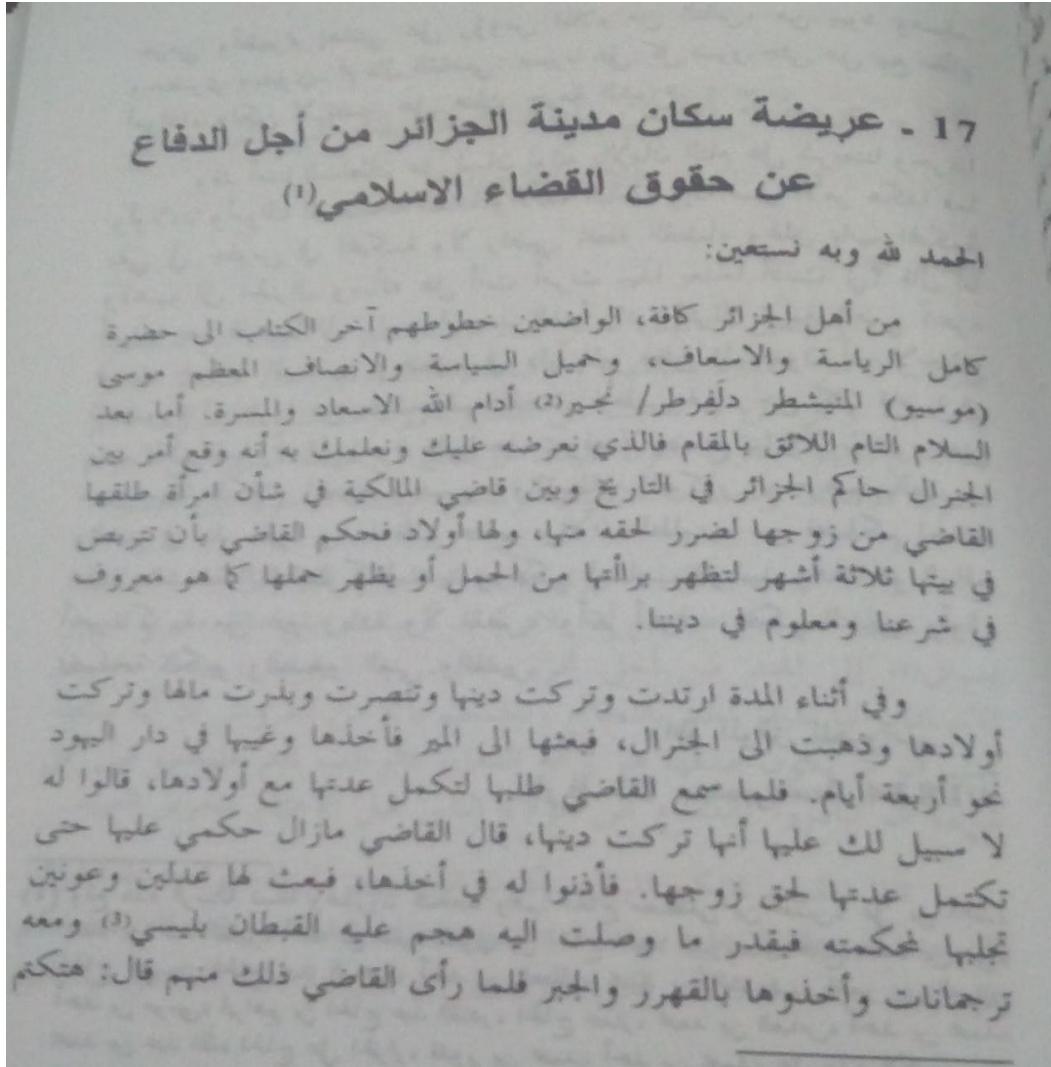 17 ـ عريضة سكان مدينة الجزائر من أجل الدفاع
عن حقوق القضاء الاسلامي(1)
الحمد لله وبه نستعين:
من أهل الجزائر كافة، الواضعين خطوطهم آخر الكتاب الى حضرة
كامل الرياسة والاسعاف، وجميل السياسة والانصاف المعظم موسى
(موسيو) المنيشطر دلَفِرطر/ نجير(2) أدام الله الاسعاد والمسرة. أما بعد
السلام التام اللائق بالمقام فالذي نعرضه عليك ونعلمك به أنه وقع أمر بين
الجنرال حاكم الجزائر في التاريخ وبين قاضي المالكية في شأن امرأة طلقها
القاضي من زوجها لضرر لحقه منها، ولها أولاد فحكم القاضي بأن تتربص
في بيتها ثلاثة أشهر لتظهر براأتها من الحمل أو يظهر حملها كما هو معروف
في شرعنا ومعلوم في ديننا.
وفي أثناء المدة ارتدت وتركت دينها وتنصرت وبذرت مالها وتركت
أولادها وذهبت الى الجنرال، فبعثها الى المير فأخذها وغيبها في دار اليهود
نحو أربعة أيام. فلما سمع القاضي طلبها لتكمل عدتها مع أولادها، قالوا له
لا سبيل لك عليها أنها تركت دينها، قال القاضي مازال حكمي عليها حتى
تكتمل عدتها لحق زوجها. فأذنوا له في أخذها، فبعث لها عدلين وعونين
تجلبها لمحكمته فبقدر ما وصلت اليه هجم عليه القبطان بليسي(3) ومعه
ترجمانات وأخذوها بالقهرر والجبر فلما رأى القاضي ذلك منهم قال: هتكتم